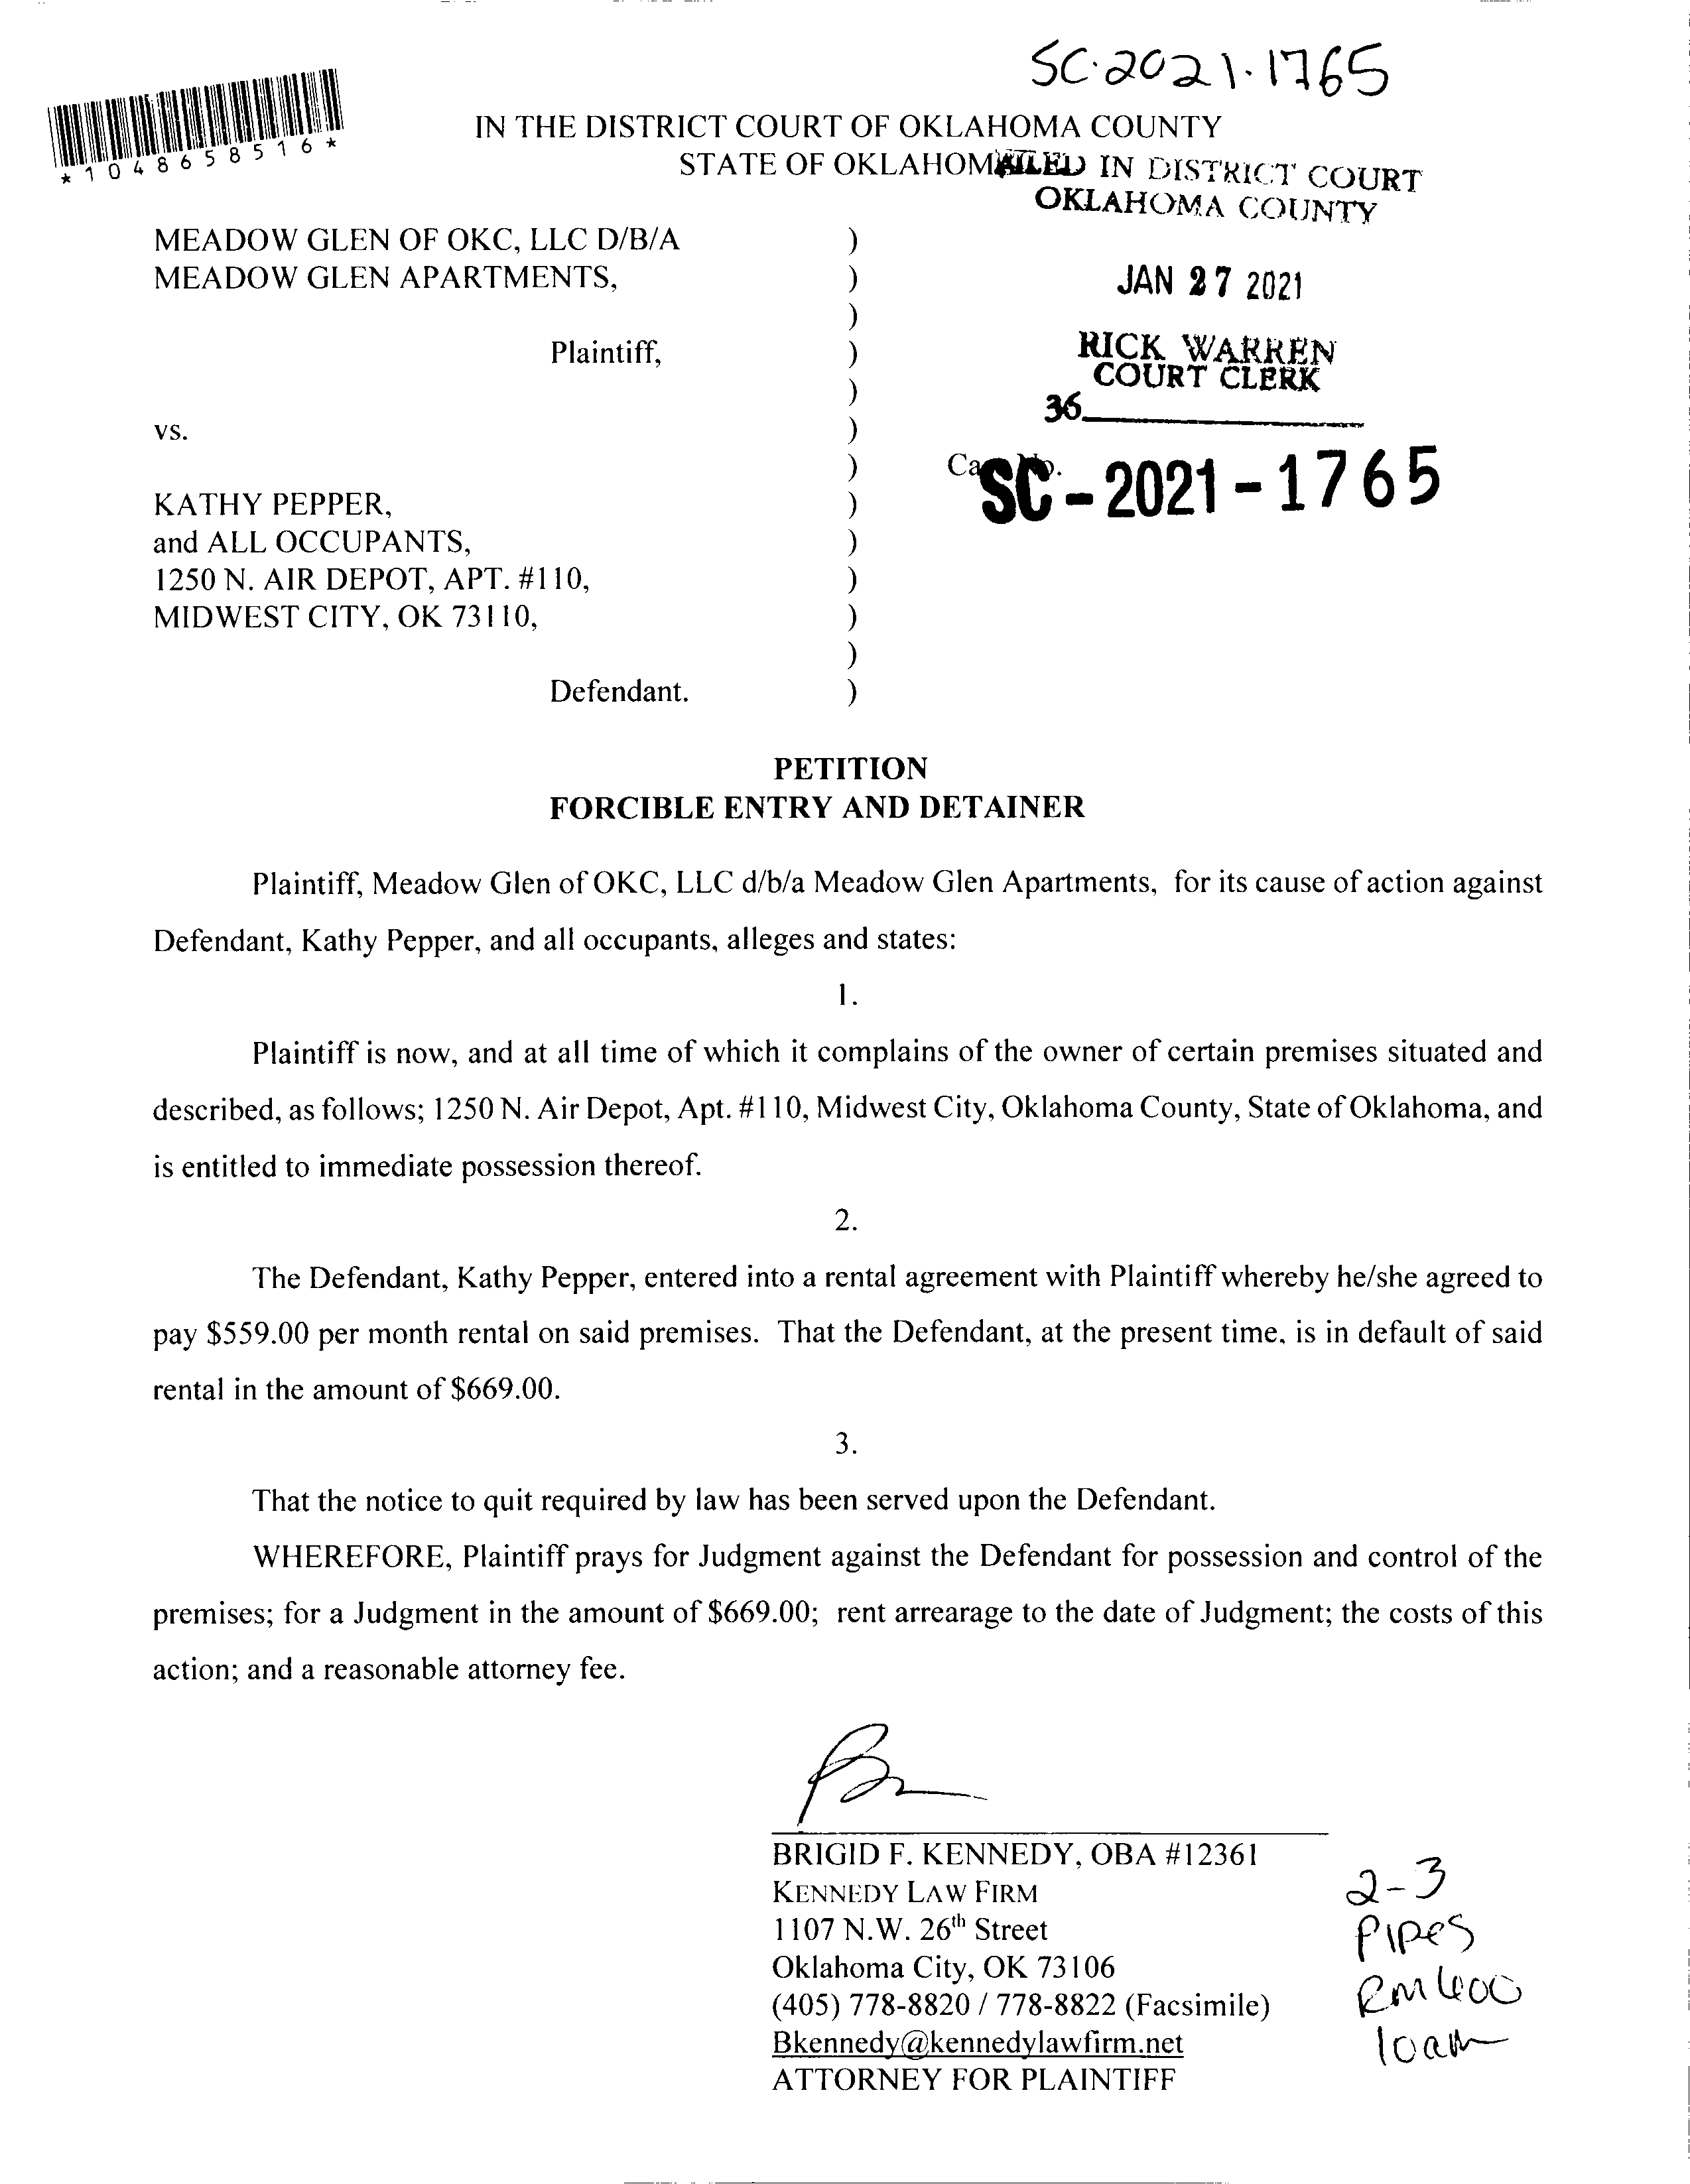 SC-2021-1765
*1048658516*
IN THE DISTRICT COURT OF OKLAHOMA COUNTY
STATE OF OKLAHOMA
FILED IN DISTRICT COURT
OKLAHOMA COUNTY
MEADOW GLEN OF OKC, LLC D/B/A )
MEADOW GLEN APARTMENTS, )
JAN 27 2021
)
Plaintiff, )
RICK WARREN
COURT CLERK
)
36
vs. )
) Case No.
SC-2021-1765
KATHY PEPPER, )
and ALL OCCUPANTS, )
1250 N. AIR DEPOT, APT. #110, )
MIDWEST CITY, OK 73110, )
)
Defendant. )
PETITION
FORCIBLE ENTRY AND DETAINER
Plaintiff, Meadow Glen of OKC, LLC d/b/a Meadow Glen Apartments, for its cause of action against
Defendant, Kathy Pepper, and all occupants, alleges and states:
1.
Plaintiff is now, and at all time of which it complains of the owner of certain premises situated and
described, as follows; 1250 N. Air Depot, Apt. #110, Midwest City, Oklahoma County, State of Oklahoma, and
is entitled to immediate possession thereof.
2.
The Defendant, Kathy Pepper, entered into a rental agreement with Plaintiff whereby he/she agreed to
pay $559.00 per month rental on said premises. That the Defendant, at the present time, is in default of said
rental in the amount of $669.00.
3.
That the notice to quit required by law has been served upon the Defendant.
WHEREFORE, Plaintiff prays for Judgment against the Defendant for possession and control of the
premises; for a Judgment in the amount of $669.00; rent arrearage to the date of Judgment; the costs of this
action; and a reasonable attorney fee.
BRIGID F. KENNEDY, OBA #12361
KENNEDY LAW FIRM
1107 N.W. 26th Street
Oklahoma City, OK 73106
(405) 778-8820 / 778-8822 (Facsimile)
Bkennedy@kennedylawfirm.net
ATTORNEY FOR PLAINTIFF
2-3
Pipes
Rm 600
10am